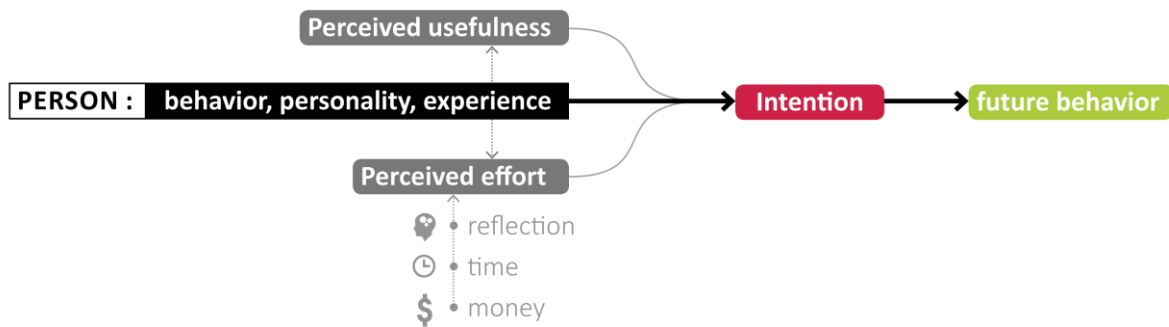 Perceived usefulness
PERSON : behavior, personality, experience Intention future behavior
Perceived effort
reflection
time
$ money